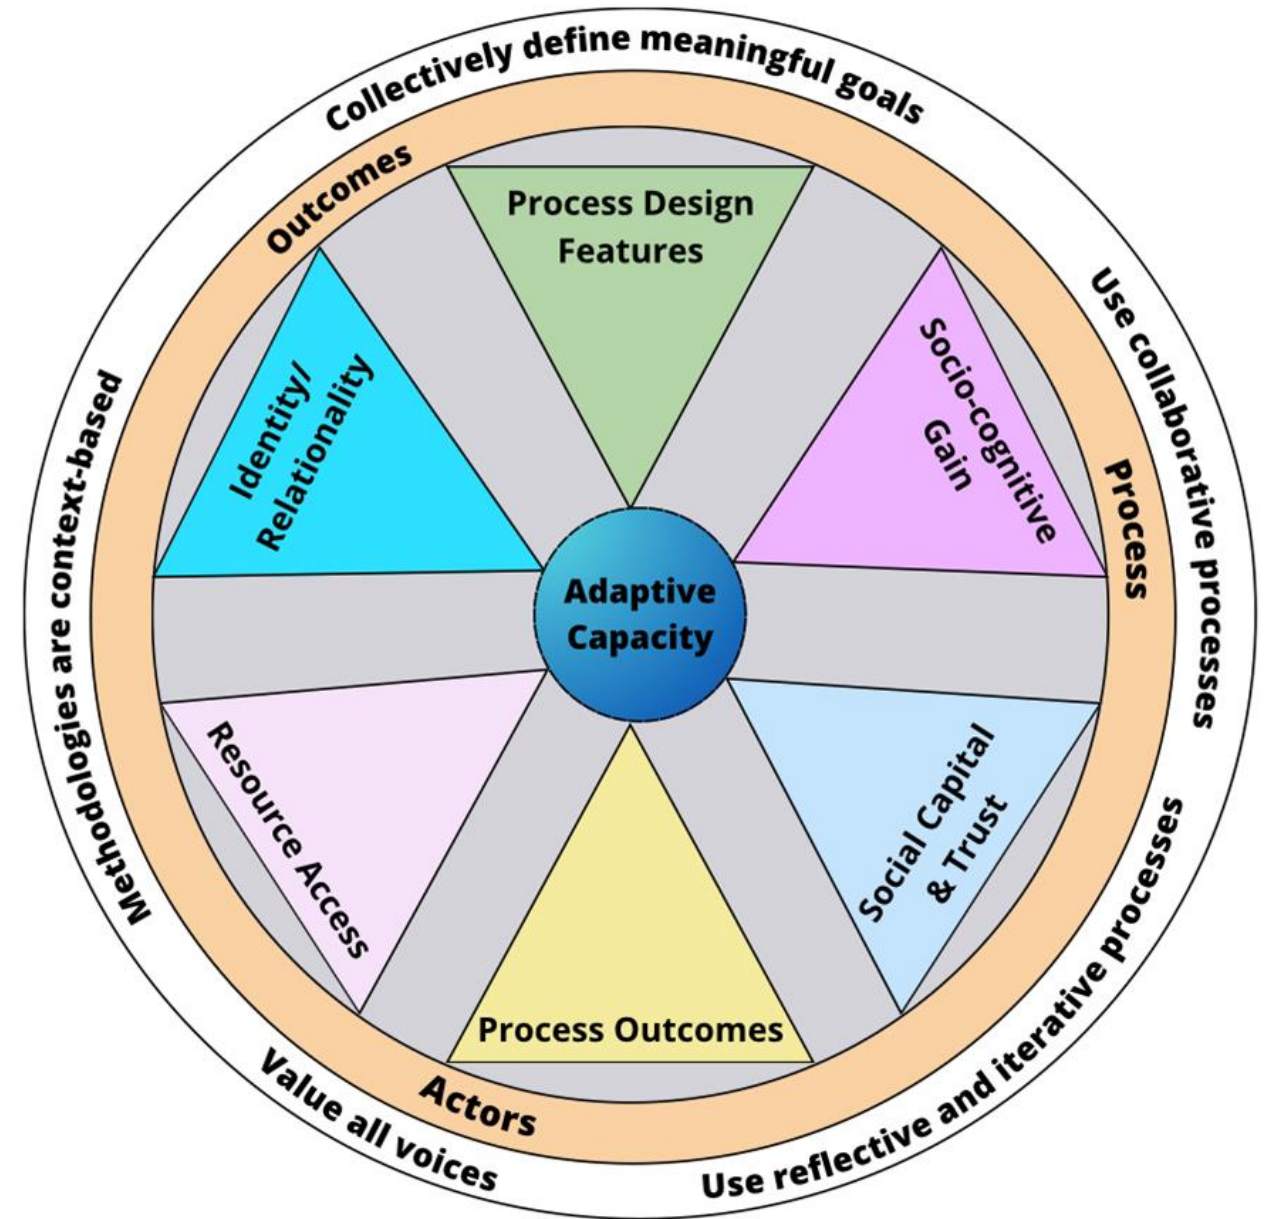 Collectively define meaningful goals
Outcomes
Process Design
Features
Identity/
Relationality
Socio-cognitive
Gain
Use collaborative processes
Process
Methodologies are context-based
Adaptive
Capacity
Resource Access
Social Capital
& Trust
Process Outcomes
Actors
Value all voices
Use reflective and iterative processes